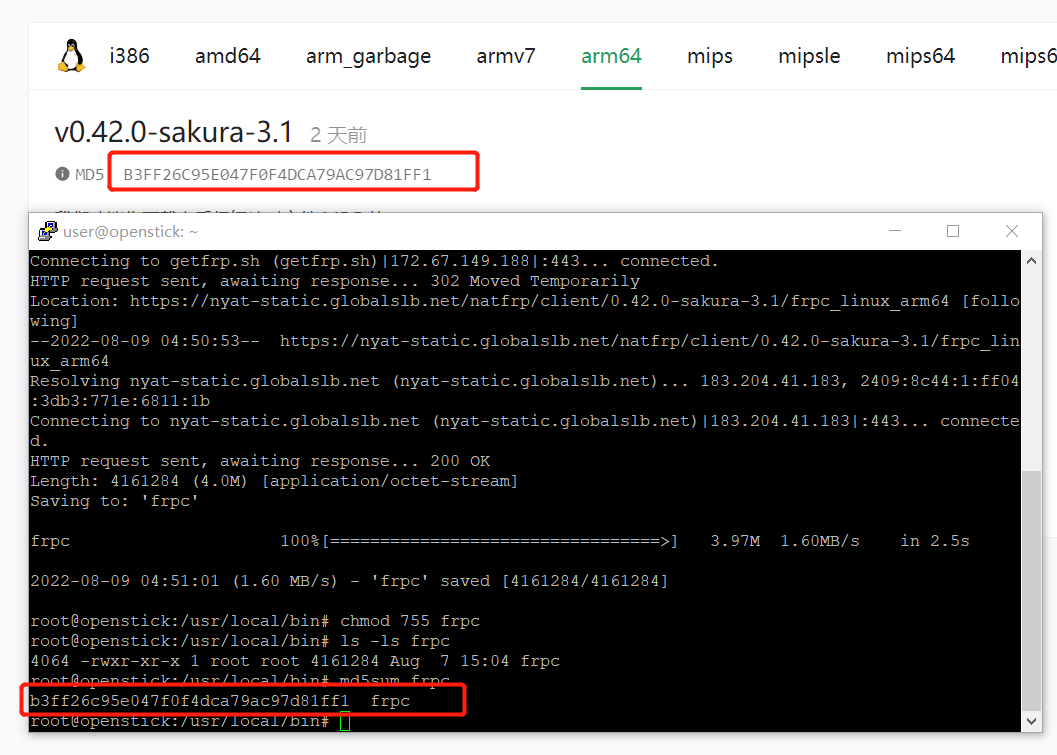 i386 amd64 arm_garbage armv7 arm64 mips mipsle mips64 mips6
v0.42.0-sakura-3.1 2 天前
MD5 B3FF26C95E047F0F4DCA79AC97D81FF1
user@openstick: ~
Connecting to getfrp.sh (getfrp.sh)|172.67.149.188|:443... connected.
HTTP request sent, awaiting response... 302 Moved Temporarily
Location: https://nyat-static.globalslb.net/natfrp/client/0.42.0-sakura-3.1/frpc_linux_arm64 [follo
wing]
--2022-08-09 04:50:53-- https://nyat-static.globalslb.net/natfrp/client/0.42.0-sakura-3.1/frpc_lin
ux_arm64
Resolving nyat-static.globalslb.net (nyat-static.globalslb.net)... 183.204.41.183, 2409:8c44:1:ff04
:3db3:771e:6811:1b
Connecting to nyat-static.globalslb.net (nyat-static.globalslb.net)|183.204.41.183|:443... connecte
d.
HTTP request sent, awaiting response... 200 OK
Length: 4161284 (4.0M) [application/octet-stream]
Saving to: 'frpc'
frpc 100%[=================================>] 3.97M 1.60MB/s in 2.5s
2022-08-09 04:51:01 (1.60 MB/s) - 'frpc' saved [4161284/4161284]
root@openstick:/usr/local/bin# chmod 755 frpc
root@openstick:/usr/local/bin# ls -ls frpc
4064 -rwxr-xr-x 1 root root 4161284 Aug 7 15:04 frpc
root@openstick:/usr/local/bin# md5sum frpc
b3ff26c95e047f0f4dca79ac97d81ff1 frpc
root@openstick:/usr/local/bin#